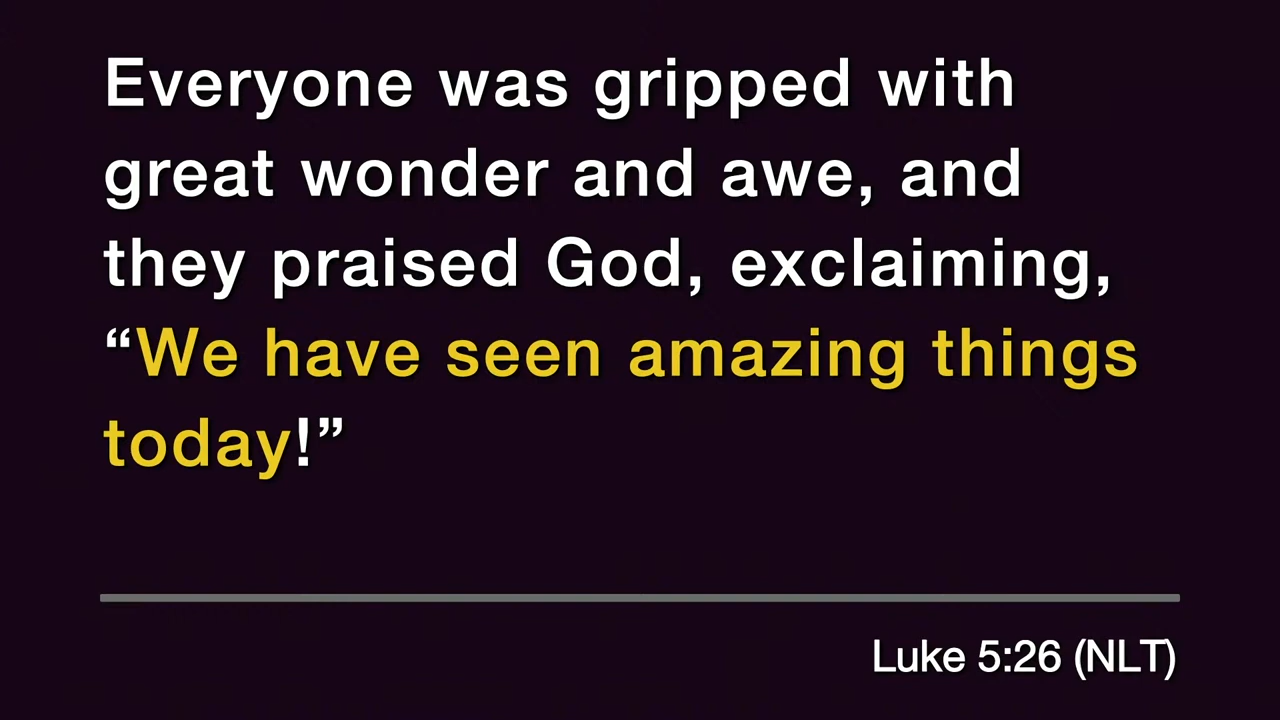 Everyone was gripped with
great wonder and awe, and
they praised God, exclaiming,
“We have seen amazing things
today!”
Luke 5:26 (NLT)